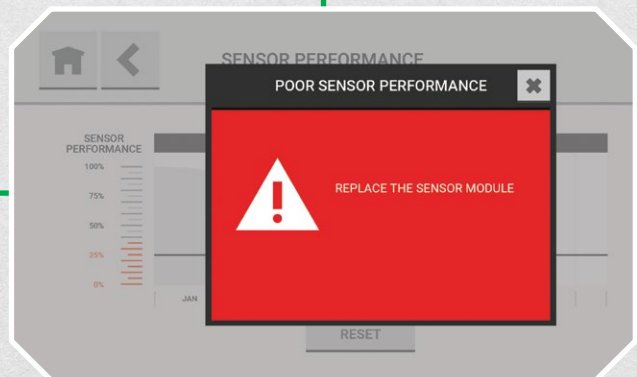 SENSOR PERFORMANCE
POOR SENSOR PERFORMANCE
SENSOR
PERFORMANCE
100%
75%
50%
25%
0%
REPLACE THE SENSOR MODULE
JAN
RESET